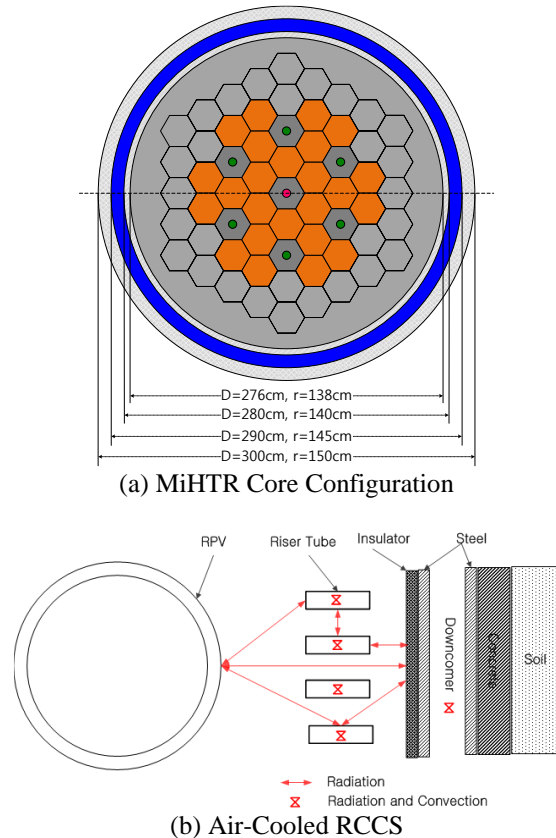 D=276cm, r=138cm
D=280cm, r=140cm
D=290cm, r=145cm
D=300cm, r=150cm
(a) MiHTR Core Configuration
RPV
Riser Tube
Insulator
Steel
Downcomer
Concrete
Soil
Radiation
Radiation and Convection
(b) Air-Cooled RCCS